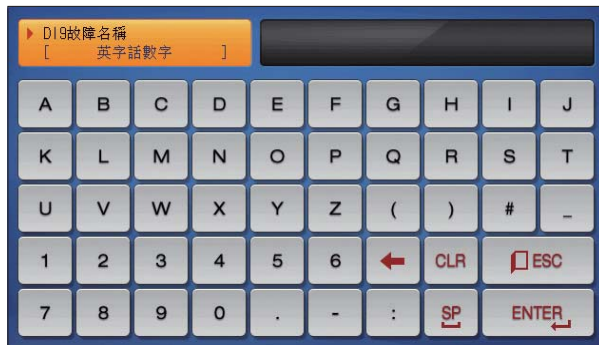 DI9故障名稱
[ 英字話數字 ]
A B C D E F G H I J
K L M N O P Q R S T
U V W X Y Z ( ) # _
1 2 3 4 5 6 ← CLR ESC
7 8 9 0 . - : SP ENTER